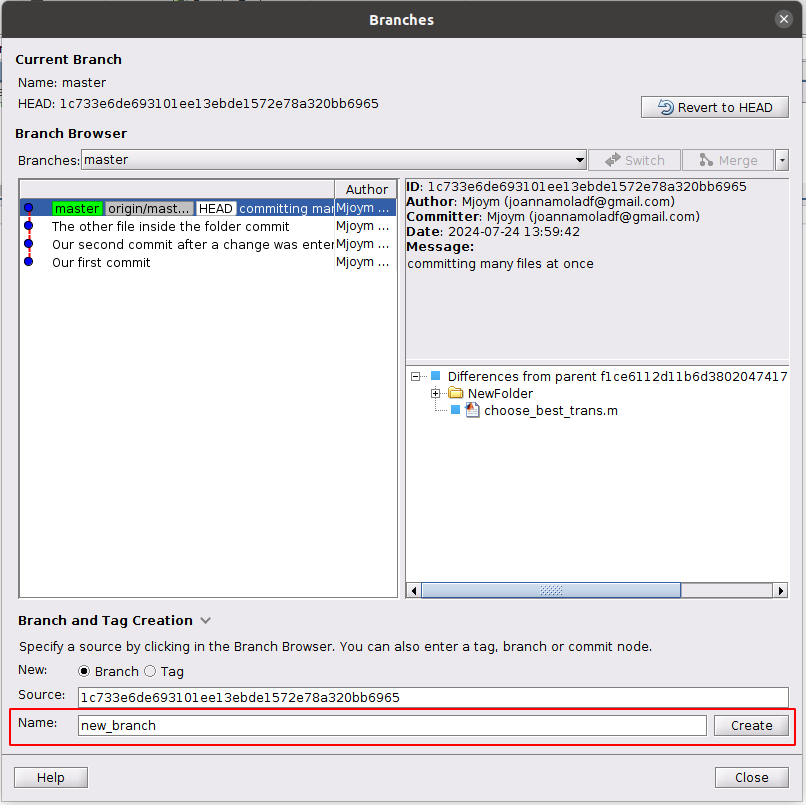 Branches
Current Branch
Name: master
HEAD: 1c733e6de693101ee13ebde1572e78a320bb6965
Revert to HEAD
Branch Browser
Branches: master
Switch
Merge
Author
master origin/mast... HEAD committing mar Mjoym ...
The other file inside the folder commit Mjoym ...
Our second commit after a change was enter Mjoym ...
Our first commit Mjoym ...
ID: 1c733e6de693101ee13ebde1572e78a320bb6965
Author: Mjoym (joannamoladf@gmail.com)
Committer: Mjoym (joannamoladf@gmail.com)
Date: 2024-07-24 13:59:42
Message:
committing many files at once
Differences from parent f1ce6112d11b6d3802047417
NewFolder
choose_best_trans.m
Branch and Tag Creation
Specify a source by clicking in the Branch Browser. You can also enter a tag, branch or commit node.
New: Branch Tag
Source: 1c733e6de693101ee13ebde1572e78a320bb6965
Name: new_branch Create
Help
Close